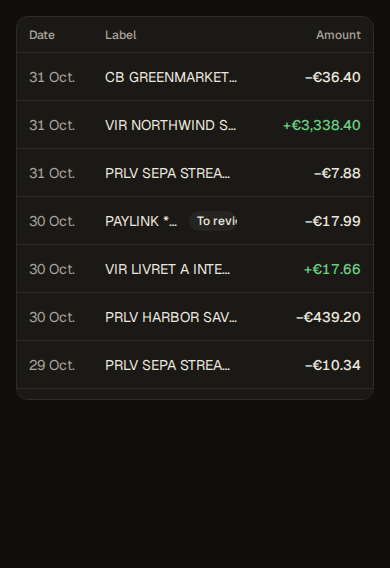 Date Label Amount
31 Oct. CB GREENMARKET... –€36.40
31 Oct. VIR NORTHWIND S... +€3,338.40
31 Oct. PRLV SEPA STREA... –€7.88
30 Oct. PAYLINK *... To revi –€17.99
30 Oct. VIR LIVRET A INTE... +€17.66
30 Oct. PRLV HARBOR SAV... –€439.20
29 Oct. PRLV SEPA STREA... –€10.34